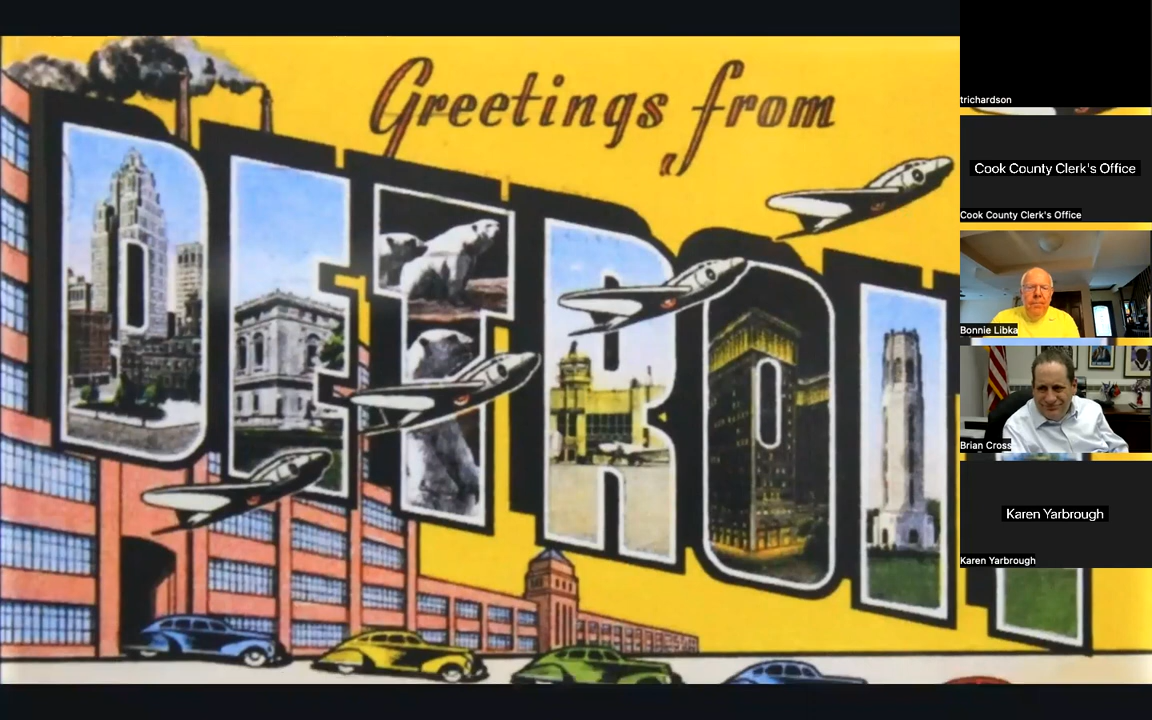 Greetings from
DETROI
trichardson
Cook County Clerk's Office
Cook County Clerk's Office
Bonnie Libka
Brian Cross
Karen Yarbrough
Karen Yarbrough